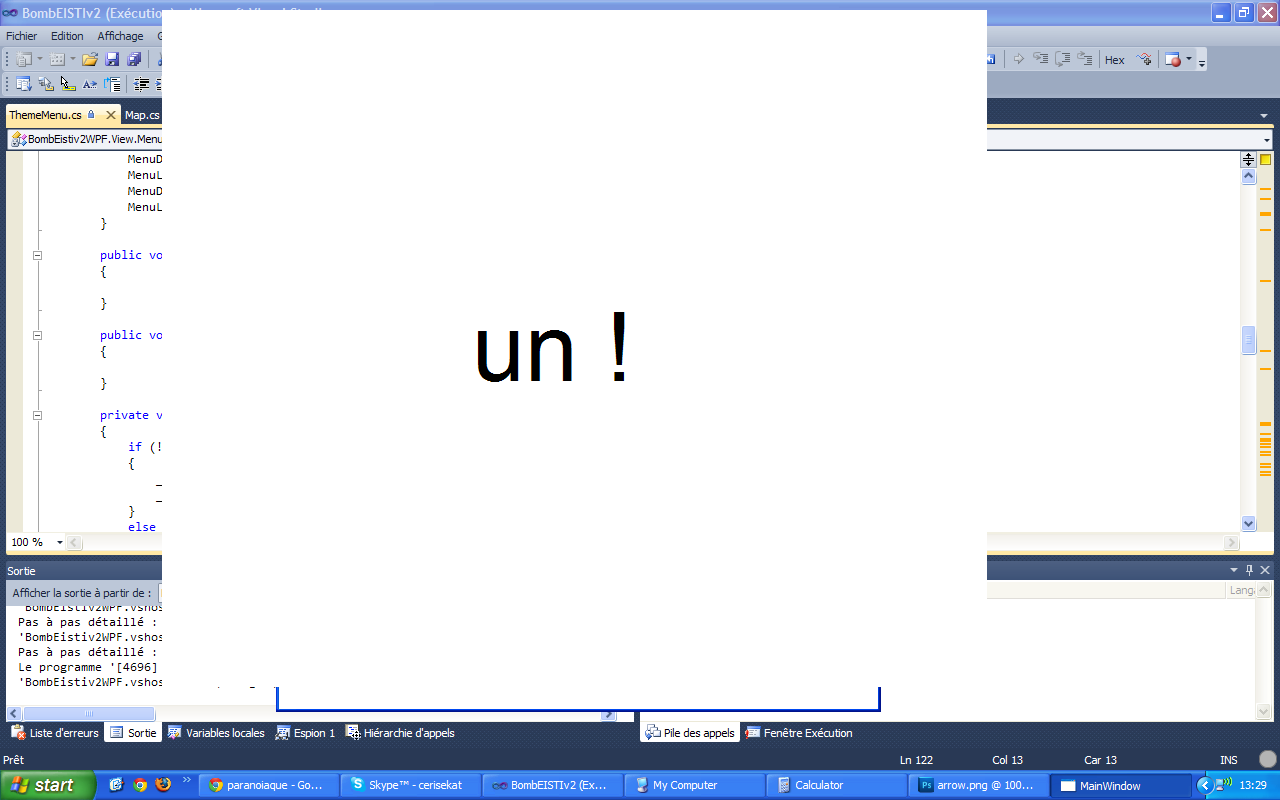 BombEISTIv2 (Exécution
Fichier Edition Affichage
Hex
ThemeMenu.cs Map.cs
BombEistiv2WPF.View.Menu
MenuD
MenuL
MenuD
MenuL
}
public vo
{
}
public vo
{
}
private v
{
if (!
{
_
_
}
else
un !
100 %
Sortie
Afficher la sortie à partir de :
Lang
'BombEistiv2WPF.vshos
Pas à pas détaillé :
'BombEistiv2WPF.vshos
Pas à pas détaillé :
Le programme '[4696]
'BombEistiv2WPF.vshos
Liste d'erreurs Sortie Variables locales Espion 1 Hiérarchie d'appels Pile des appels Fenêtre Exécution
Prêt Ln 122 Col 13 Car 13 INS
start paranoiaque - Go... Skype™ - cerisekat BombEISTIv2 (Ex... My Computer Calculator arrow.png @ 100... MainWindow 13:29